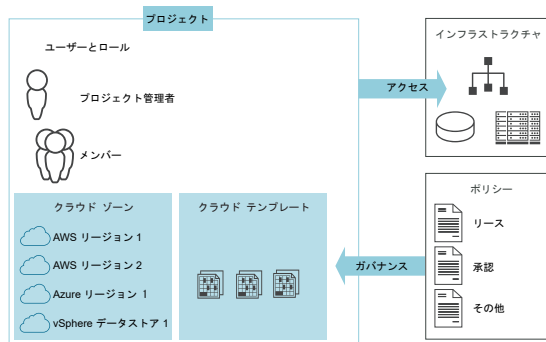 プロジェクト
ユーザーとロール
プロジェクト管理者
メンバー
クラウド ゾーン
AWS リージョン 1
AWS リージョン 2
Azure リージョン 1
vSphere データストア 1
クラウド テンプレート
アクセス
ガバナンス
インフラストラクチャ
ポリシー
リース
承認
その他